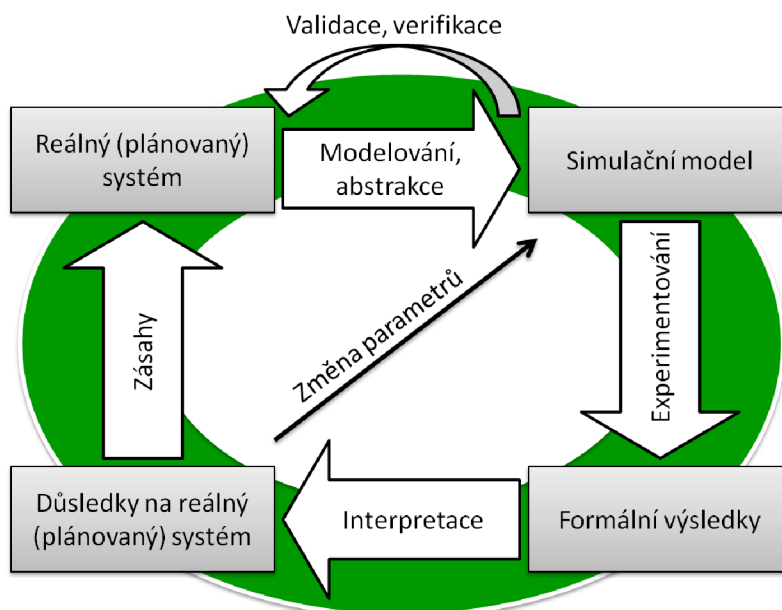 Validace, verifikace
Reálný (plánovaný)
systém
Modelování,
abstrakce
Simulační model
Zásahy
Změna parametrů
Experimentování
Důsledky na reálný
(plánovaný) systém
Interpretace
Formální výsledky